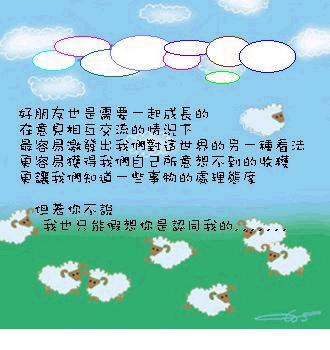 好朋友也是需要一起成長的
在意見相互交流的情況下
最容易激發出我們對這世界的另一種看法
更容易獲得我們自己所意想不到的收穫
更讓我們知道一些事物的處理態度
但若你不說
我也只能假想你是認同我的.......